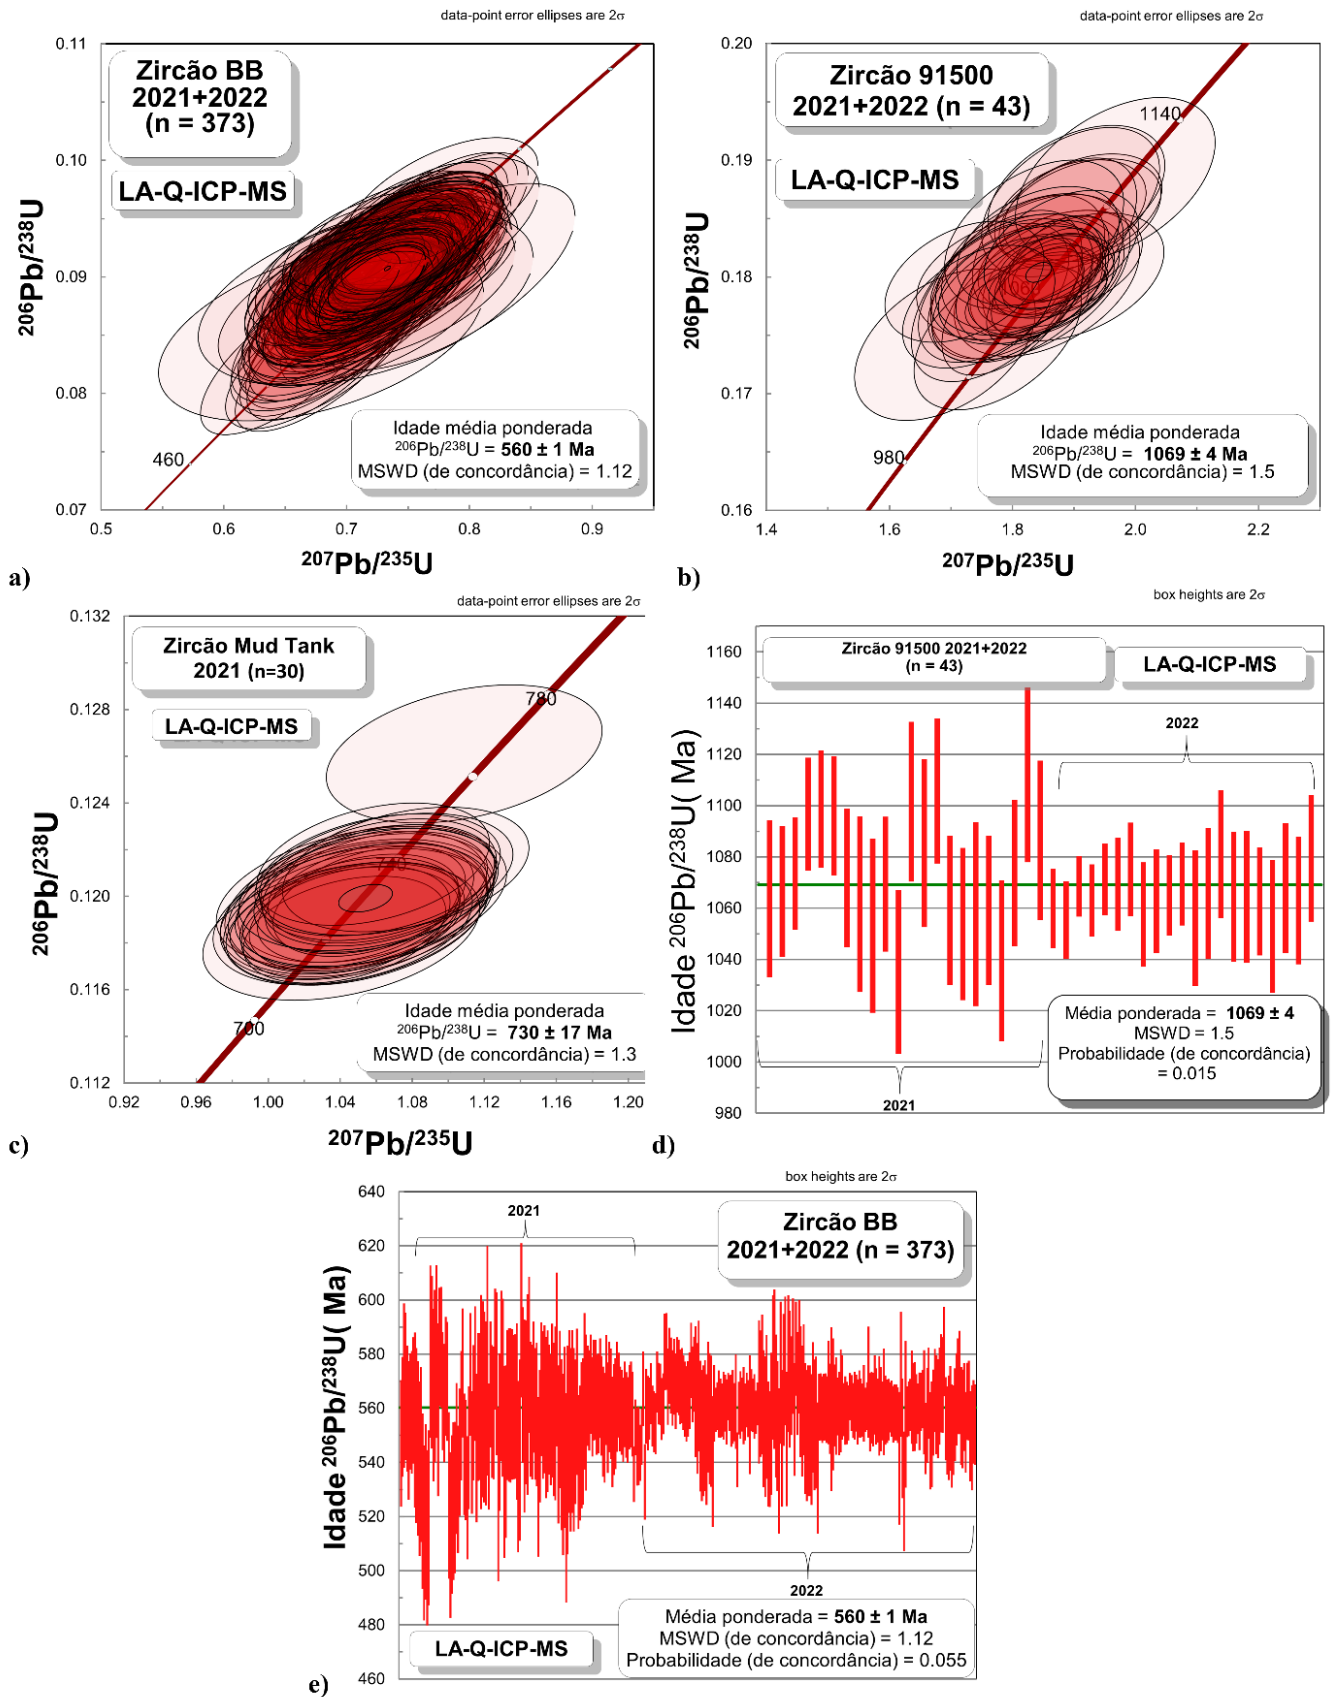 data-point error ellipses are 2σ
0.11
0.10
0.09
0.08
0.07
0.5
0.6
0.7
0.8
0.9
Zircão BB
2021+2022
(n = 373)
LA-Q-ICP-MS
460
Idade média ponderada
²⁰⁶Pb/²³⁸U = 560 ± 1 Ma
MSWD (de concordância) = 1.12
²⁰⁶Pb/²³⁸U
²⁰⁷Pb/²³⁵U
a)
data-point error ellipses are 2σ
0.20
0.19
0.18
0.17
0.16
1.4
1.6
1.8
2.0
2.2
Zircão 91500
2021+2022 (n = 43)
LA-Q-ICP-MS
1140
980
Idade média ponderada
²⁰⁶Pb/²³⁸U = 1069 ± 4 Ma
MSWD (de concordância) = 1.5
²⁰⁶Pb/²³⁸U
²⁰⁷Pb/²³⁵U
b)
data-point error ellipses are 2σ
0.132
0.128
0.124
0.120
0.116
0.112
0.92
0.96
1.00
1.04
1.08
1.12
1.16
1.20
Zircão Mud Tank
2021 (n=30)
LA-Q-ICP-MS
780
700
Idade média ponderada
²⁰⁶Pb/²³⁸U = 730 ± 17 Ma
MSWD (de concordância) = 1.3
²⁰⁶Pb/²³⁸U
²⁰⁷Pb/²³⁵U
c)
box heights are 2σ
1160
1140
1120
1100
1080
1060
1040
1020
1000
980
Zircão 91500 2021+2022
(n = 43)
LA-Q-ICP-MS
2022
2021
Média ponderada = 1069 ± 4
MSWD = 1.5
Probabilidade (de concordância)
= 0.015
Idade ²⁰⁶Pb/²³⁸U( Ma)
d)
box heights are 2σ
640
620
600
580
560
540
520
500
480
460
2021
Zircão BB
2021+2022 (n = 373)
2022
LA-Q-ICP-MS
Média ponderada = 560 ± 1 Ma
MSWD (de concordância) = 1.12
Probabilidade (de concordância) = 0.055
Idade ²⁰⁶Pb/²³⁸U( Ma)
e)